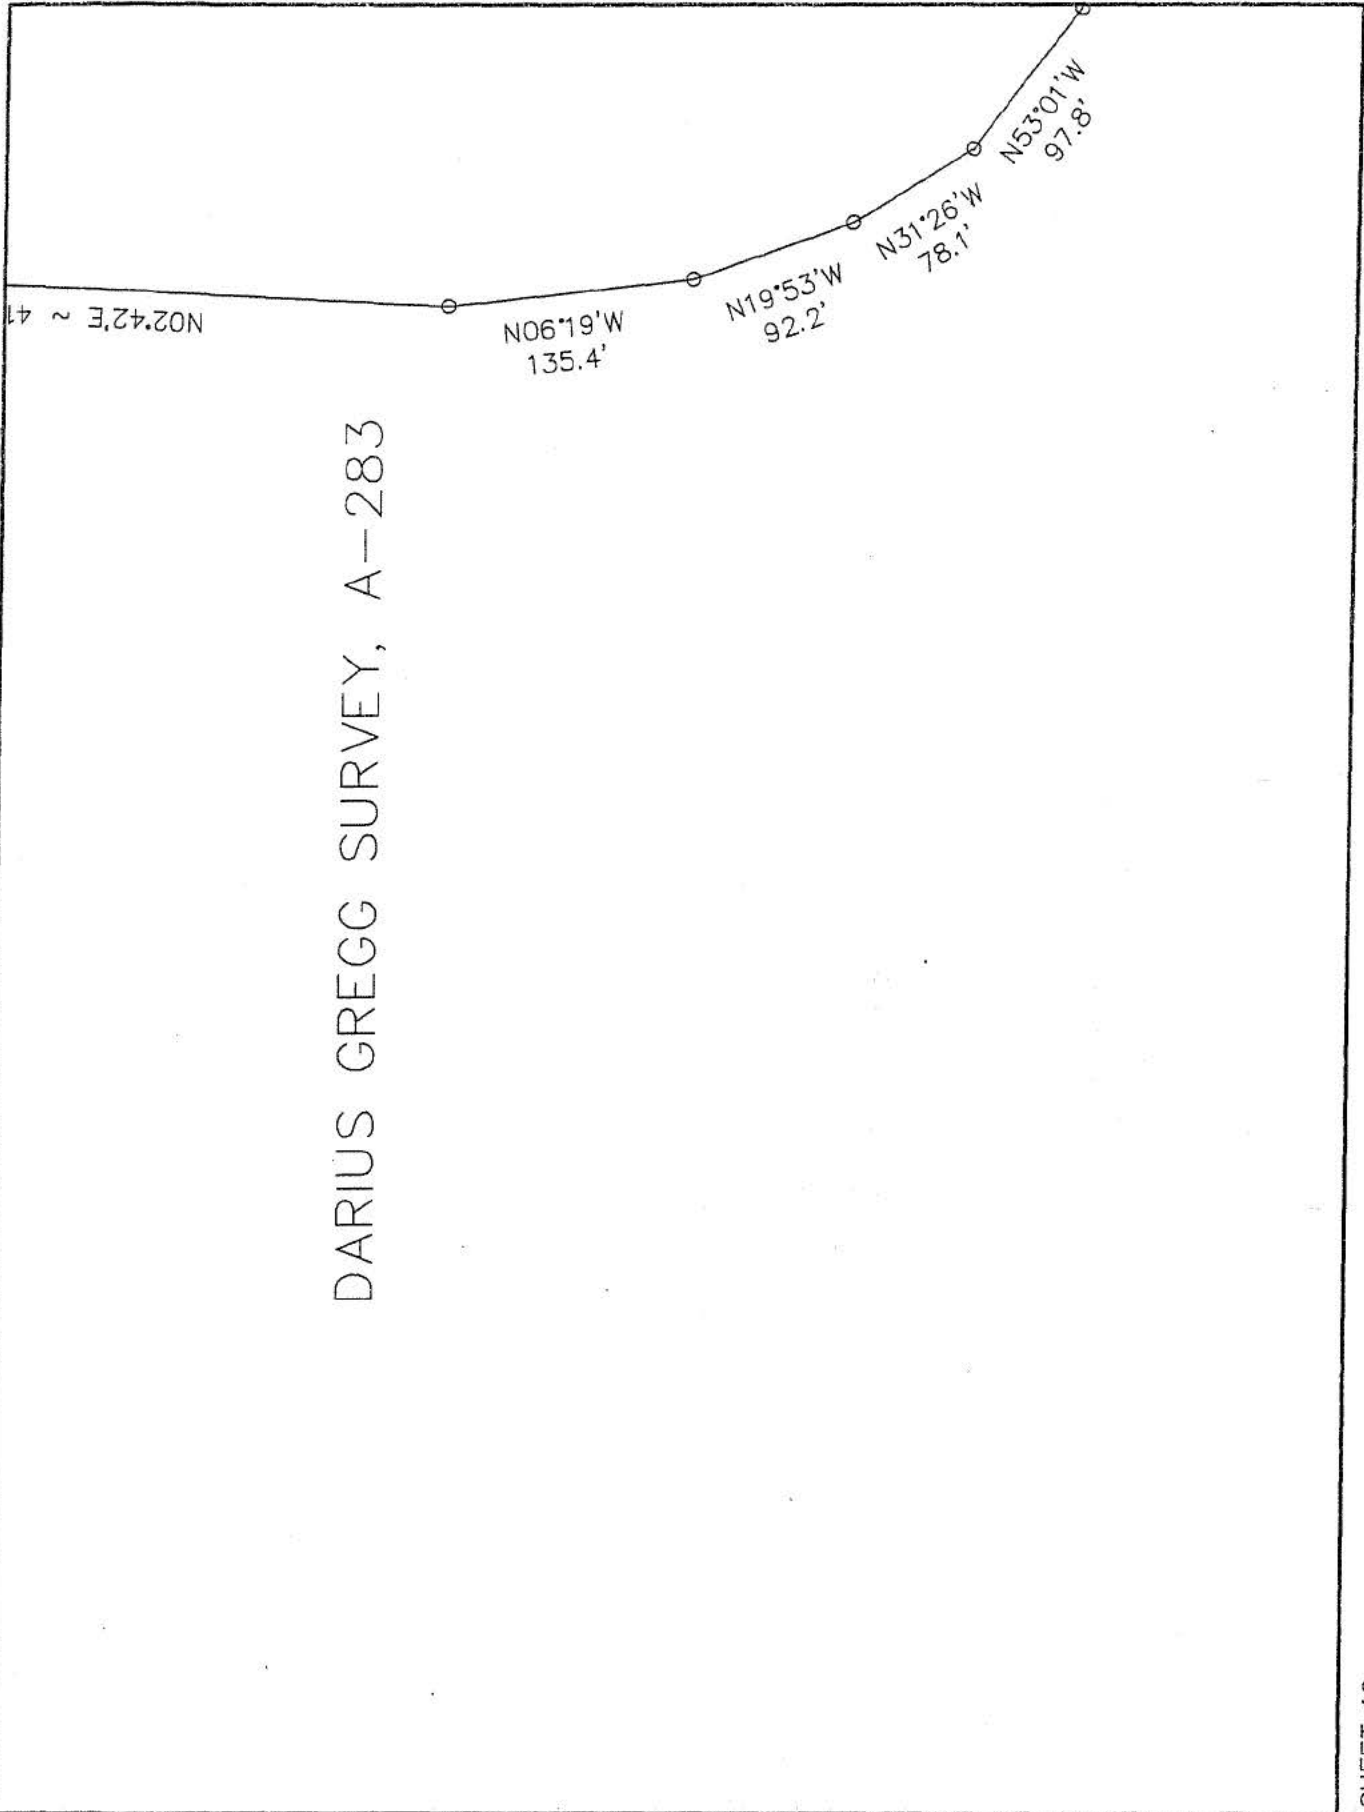 N53°01'W
97.8'
N31°26'W
78.1'
N19°53'W
92.2'
N06°19'W
135.4'
N02°42'E ~ 41
DARIUS GREGG SURVEY, A-283